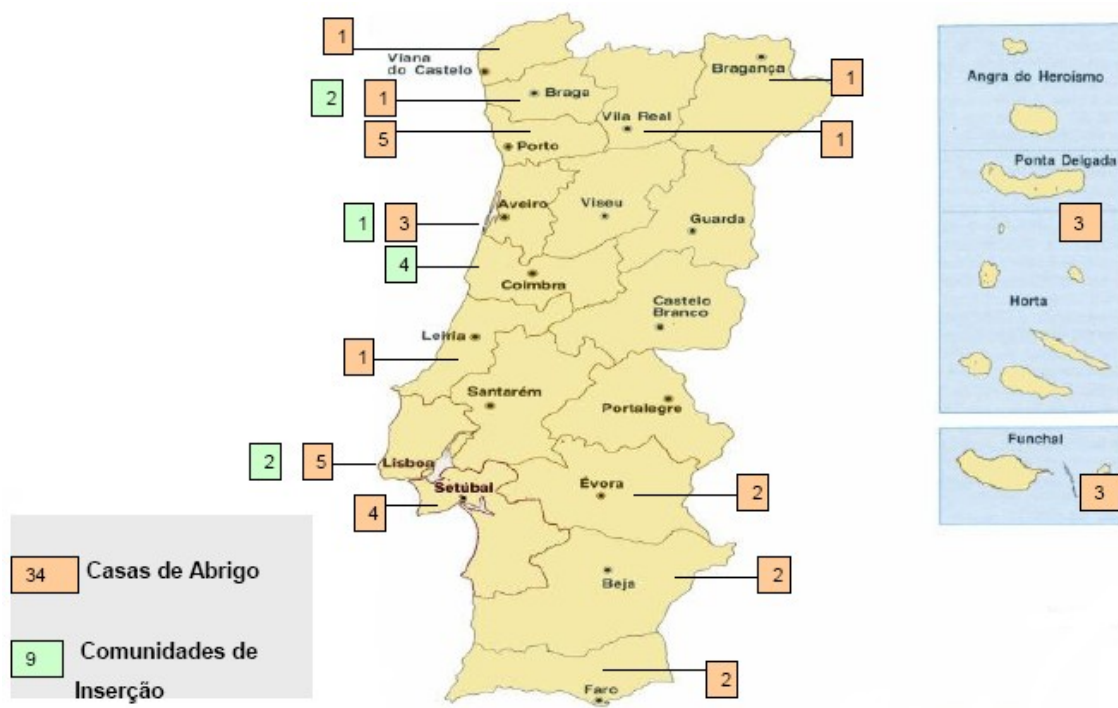 1
Viana
do Castelo
Bragança
1
2 1
Braga
Vila Real
1
5
Porto
Angra do Heroísmo
Ponta Delgada
3
Horta
1 3
Aveiro
Viseu
Guarda
4
Coimbra
Castelo
Branco
Leiria
1
Santarém
Portalegre
Funchal
3
2 5
Lisboa
Setúbal
4
Évora
2
Beja
2
2
Faro
34 Casas de Abrigo
9 Comunidades de
Inserção